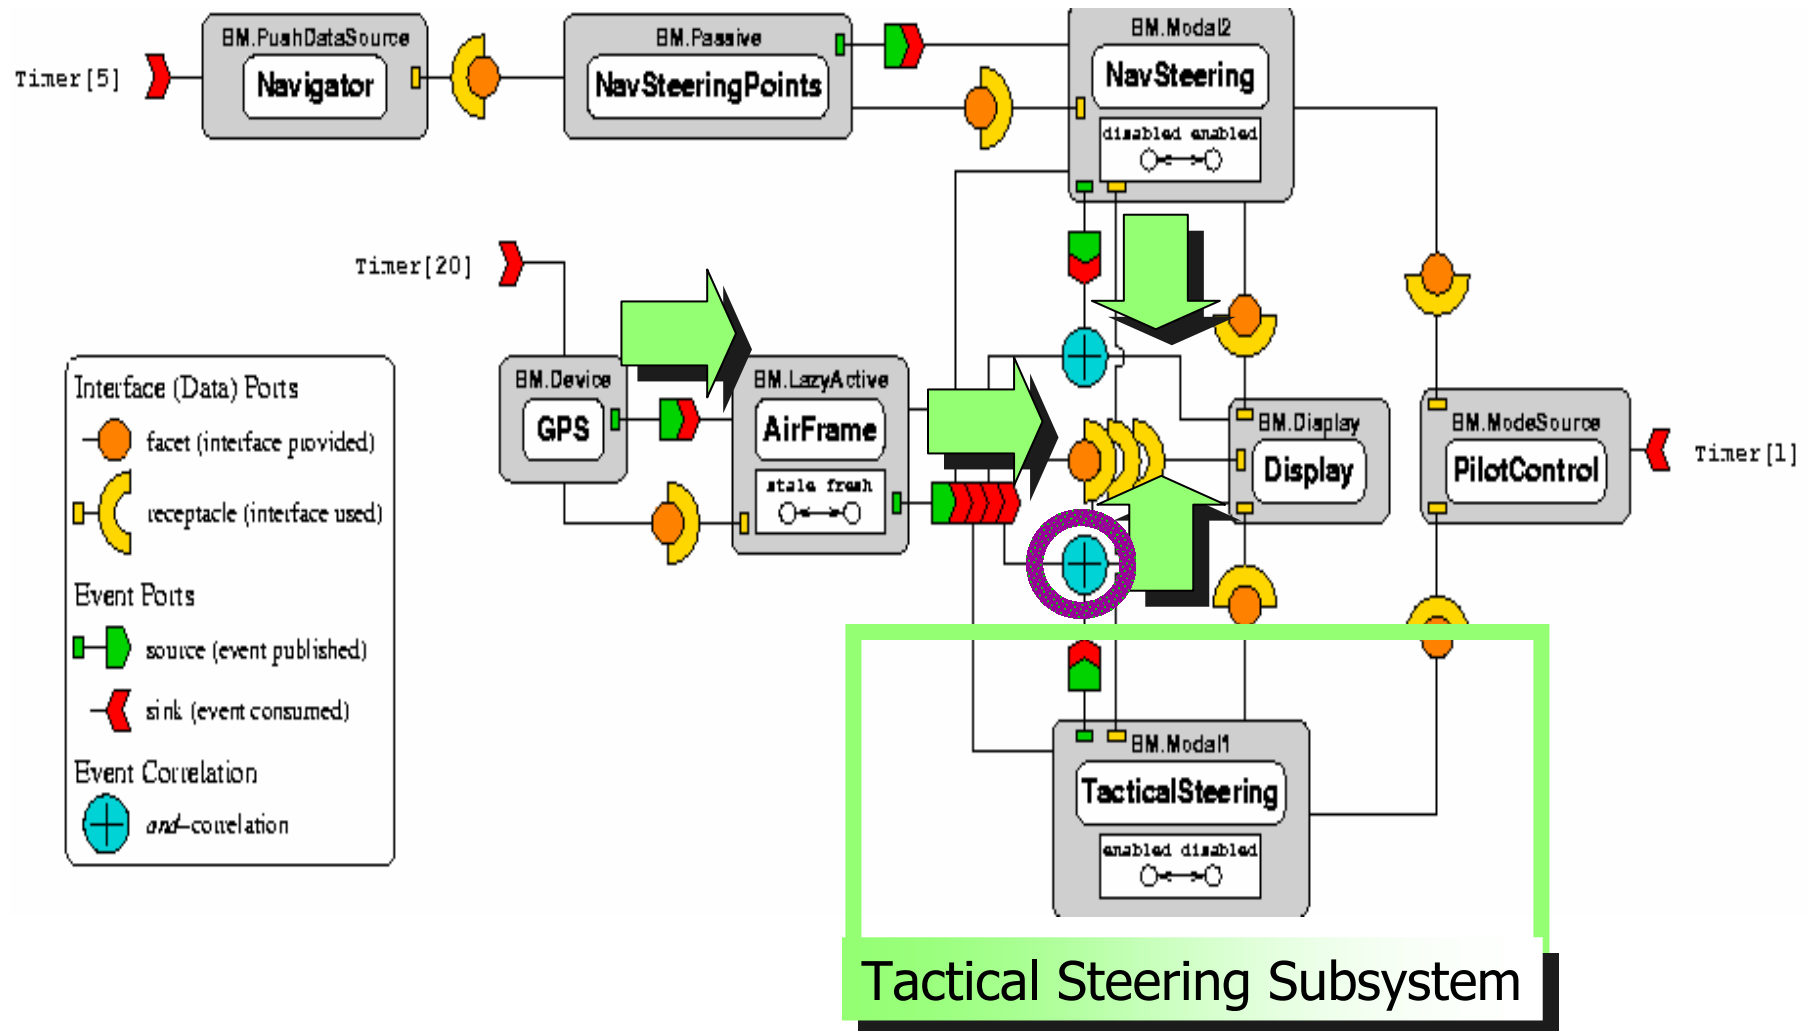 BM.PushDataSource
Navigator
BM.Passive
NavSteeringPoints
BM.Modal2
NavSteering
disabled enabled
Timer[5]
Timer[20]
BM.Device
GPS
BM.LazyActive
AirFrame
stale fresh
BM.Display
Display
BM.ModeSource
PilotControl
Timer[1]
Interface (Data) Ports
facet (interface provided)
receptacle (interface used)
Event Ports
source (event published)
sink (event consumed)
Event Correlation
and-correlation
BM.Modal1
TacticalSteering
enabled disabled
Tactical Steering Subsystem